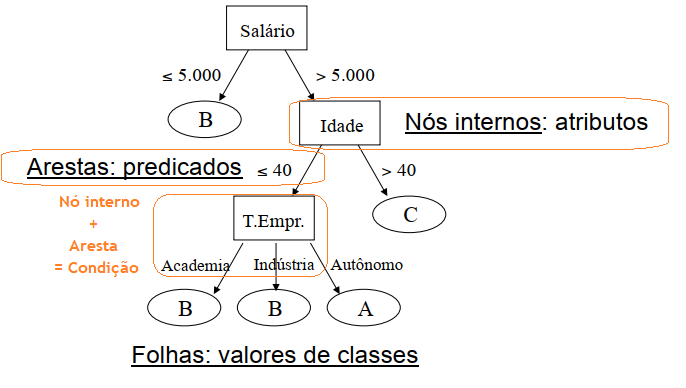 Salário
≤ 5.000
> 5.000
B
Idade
Nós internos: atributos
Arestas: predicados
≤ 40
> 40
Nó interno
+
Aresta
= Condição
T.Empr.
C
Academia
Indústria
Autônomo
B
B
A
Folhas: valores de classes